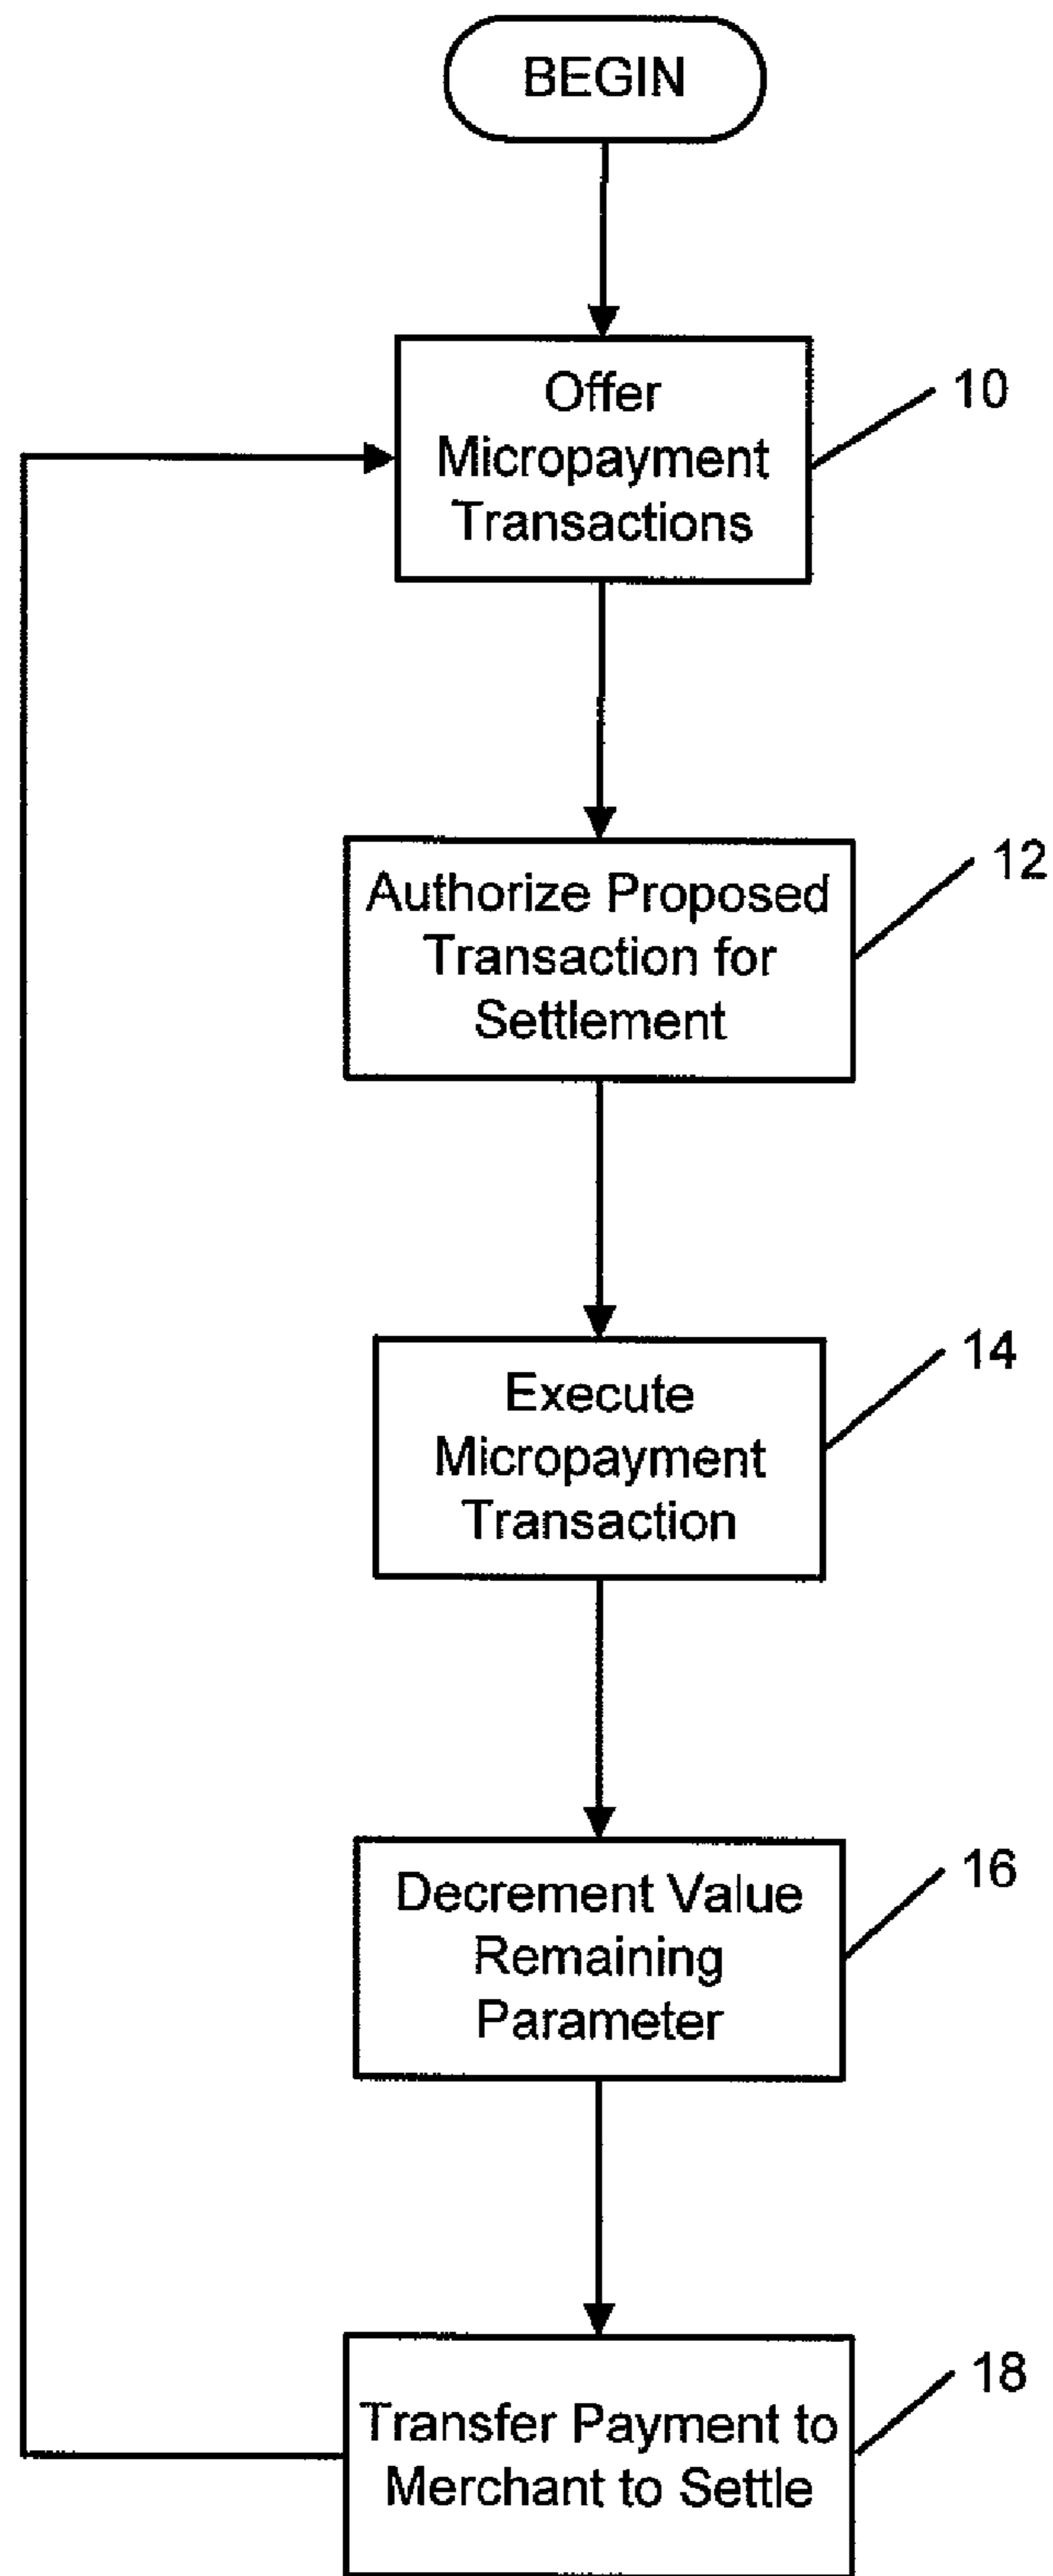 BEGIN
Offer
Micropayment
Transactions
10
Authorize Proposed
Transaction for
Settlement
12
Execute
Micropayment
Transaction
14
Decrement Value
Remaining
Parameter
16
Transfer Payment to
Merchant to Settle
18